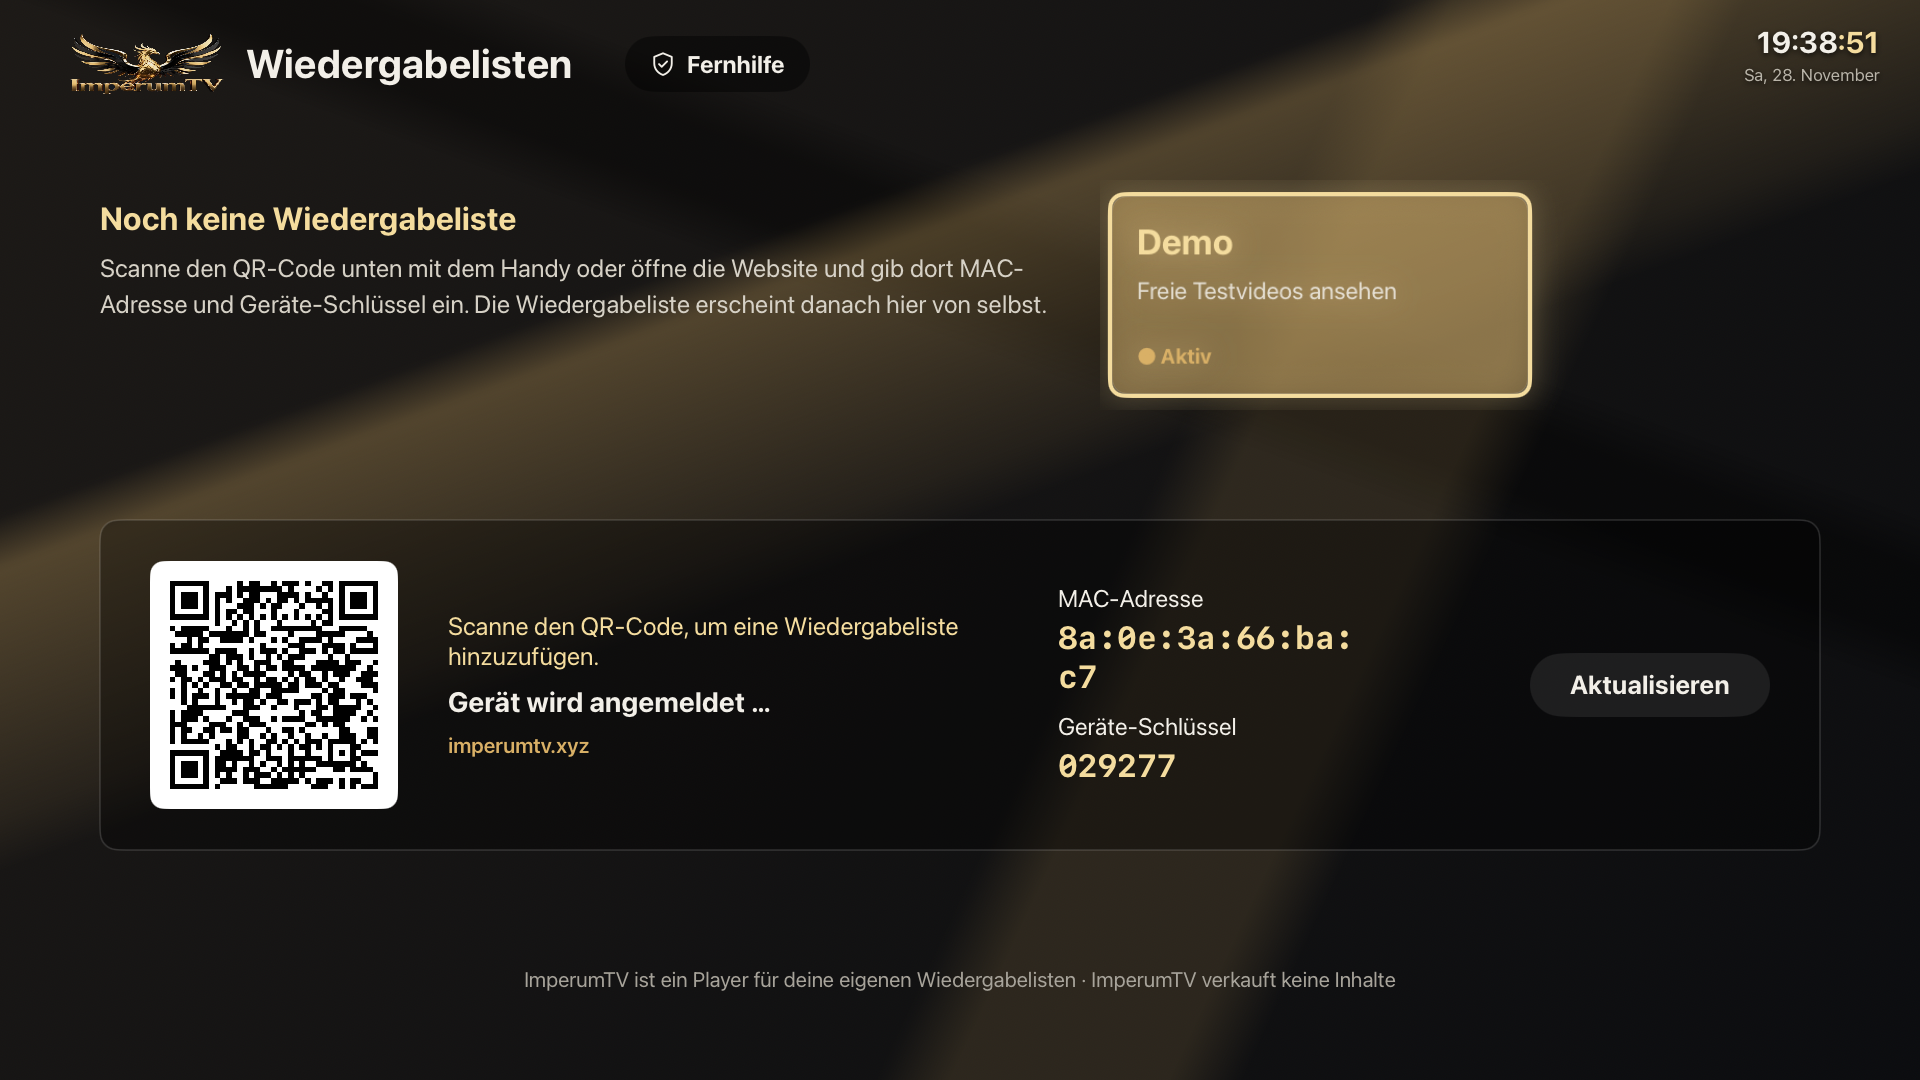 ImperumTV
Wiedergabelisten
Fernhilfe
19:38:51
Sa, 28. November
Noch keine Wiedergabeliste
Scanne den QR-Code unten mit dem Handy oder öffne die Website und gib dort MAC-
Adresse und Geräte-Schlüssel ein. Die Wiedergabeliste erscheint danach hier von selbst.
Demo
Freie Testvideos ansehen
Aktiv
Scanne den QR-Code, um eine Wiedergabeliste
hinzuzufügen.
Gerät wird angemeldet …
imperumtv.xyz
MAC-Adresse
8a:0e:3a:66:ba:
c7
Geräte-Schlüssel
029277
Aktualisieren
ImperumTV ist ein Player für deine eigenen Wiedergabelisten · ImperumTV verkauft keine Inhalte